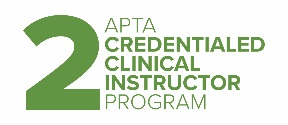 2
APTA
CREDENTIALED
CLINICAL
INSTRUCTOR
PROGRAM